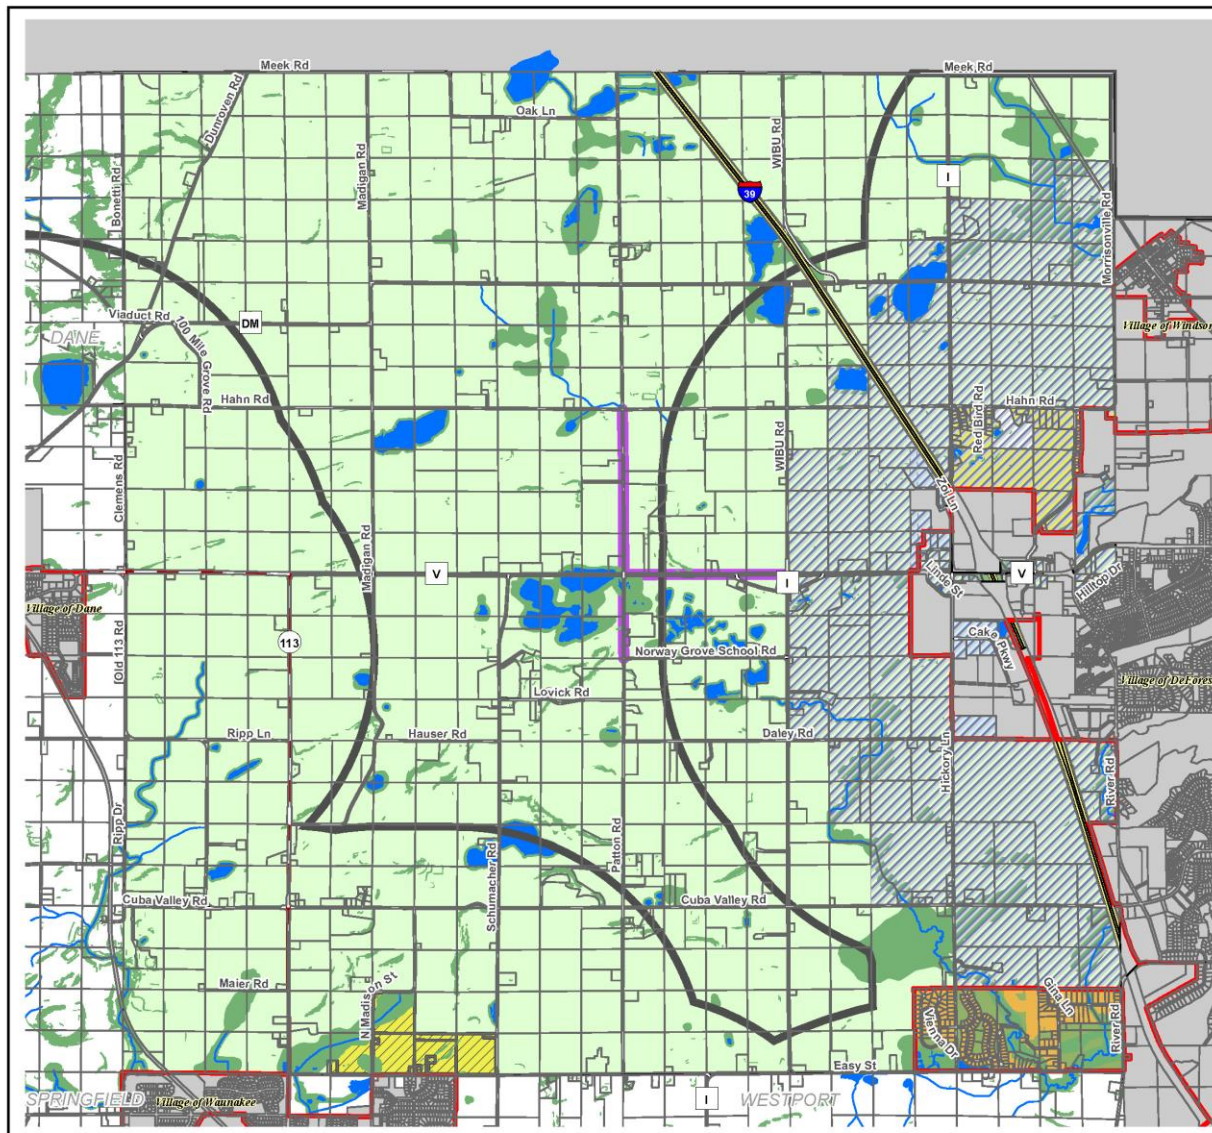 Meek Rd
Meek Rd
Oak Ln
Dunroven Rd
WIBU Rd
Madigan Rd
Bonetti Rd
39
I
Morrisonville Rd
Viaduct Rd
DM
100 Mile Grove Rd
DANE
Village of Windsor
Hahn Rd
Hahn Rd
Red Bird Rd
WIBU Rd
Clemens Rd
Zoi Ln
Madigan Rd
V
I
V
Linde St
Hilltop Dr
Village of Dane
Old 113 Rd
113
Cake Pkwy
Norway Grove School Rd
Village of DeFores
Lovick Rd
Ripp Ln
Hauser Rd
Daley Rd
Hickory Ln
River Rd
Ripp Dr
Patton Rd
Schumacher Rd
Cuba Valley Rd
Cuba Valley Rd
Maier Rd
N Madison St
Gina Ln
Vienna Dr
River Rd
Easy St
SPRINGFIELD
Village of Waunakee
I
WESTPORT